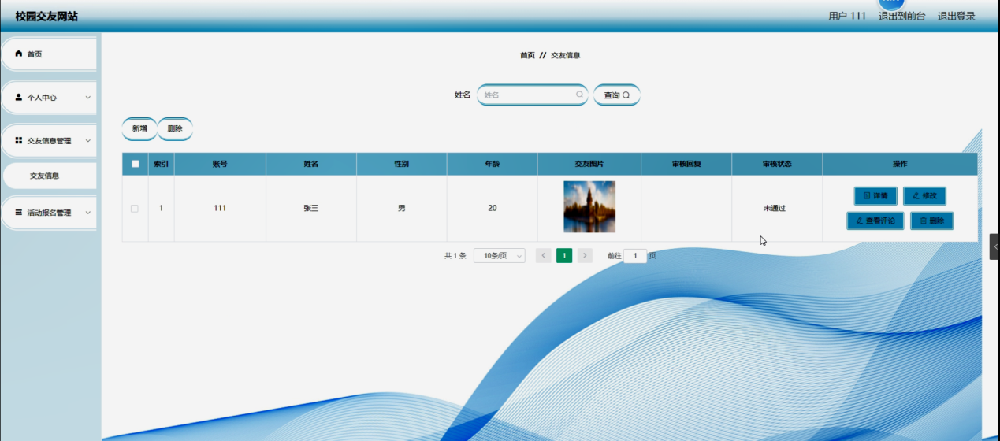 校园交友网站
用户 111 退出到前台 退出登录
首页
个人中心
交友信息管理
交友信息
活动报名管理
首页 // 交友信息
姓名 姓名 查询
新增 删除
索引 账号 姓名 性别 年龄 交友图片 审核回复 审核状态 操作
1 111 张三 男 20 未通过 详情 修改
查看评论 删除
共 1 条 10条/页 1 前往 1 页